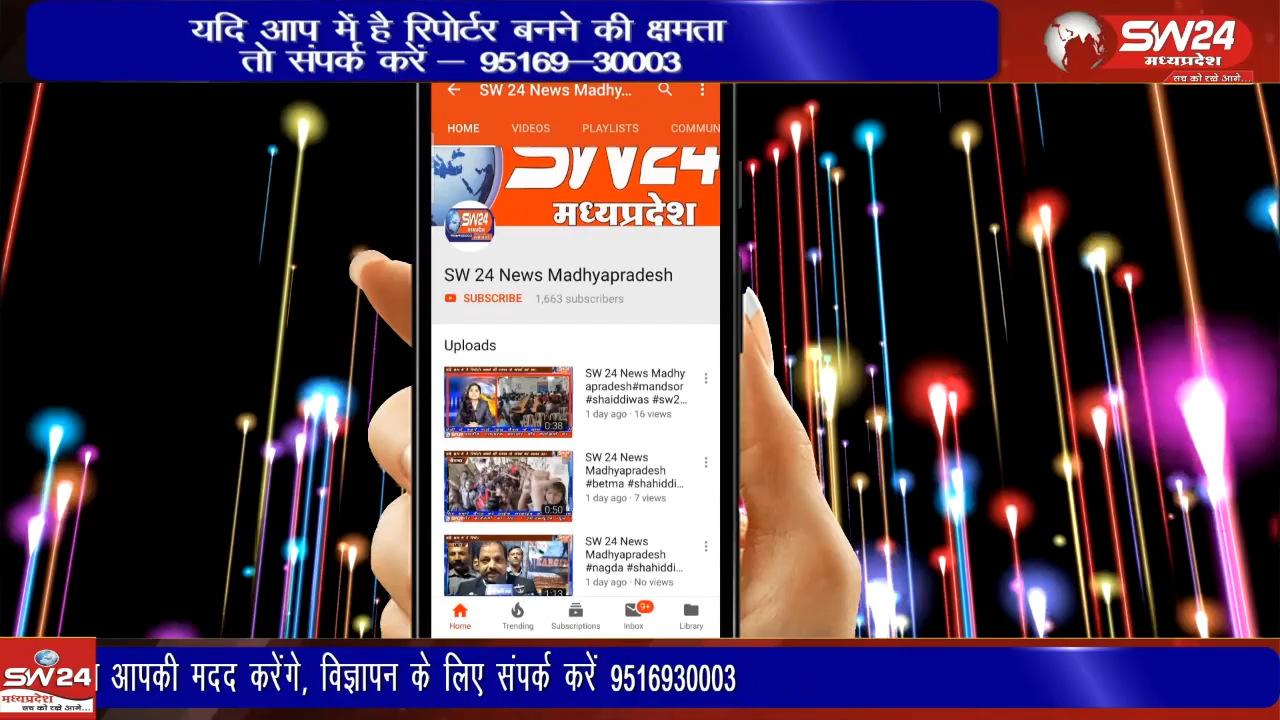 यदि आप में है रिपोर्टर बनने की क्षमता
तो संपर्क करें – 95169–30003
SW24
मध्यप्रदेश
सच को रखे आगे...
SW 24 News Madhy...
HOME VIDEOS PLAYLISTS COMMUN
SW24
मध्यप्रदेश
SW24
SW 24 News Madhyapradesh
SUBSCRIBE 1,663 subscribers
Uploads
SW 24 News Madhy
apradesh#mandsor
#shaiddiwas #sw2...
1 day ago · 16 views
0:38
SW 24 News
Madhyapradesh
#betma #shahiddi...
1 day ago · 7 views
0:50
SW 24 News
Madhyapradesh
#nagda #shahiddi...
1 day ago · No views
1:13
9+
Home Trending Subscriptions Inbox Library
SW24
मध्यप्रदेश
सच को रखे आगे...
आपकी मदद करेंगे, विज्ञापन के लिए संपर्क करें 9516930003